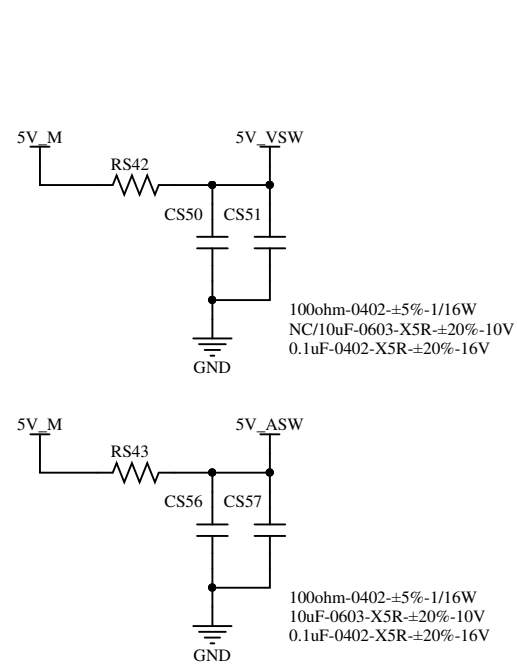 5V_M
5V_VSW
RS42
CS50
CS51
100ohm-0402-±5%-1/16W
NC/10uF-0603-X5R-±20%-10V
0.1uF-0402-X5R-±20%-16V
GND
5V_M
5V_ASW
RS43
CS56
CS57
100ohm-0402-±5%-1/16W
10uF-0603-X5R-±20%-10V
0.1uF-0402-X5R-±20%-16V
GND